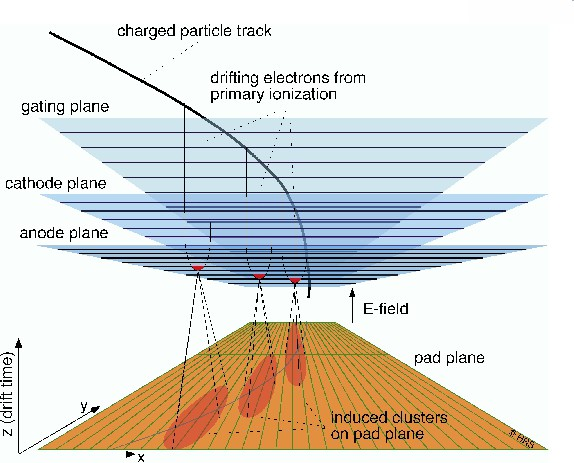 charged particle track
drifting electrons from
primary ionization
gating plane
cathode plane
anode plane
E-field
pad plane
z (drift time)
y
induced clusters
on pad plane
x